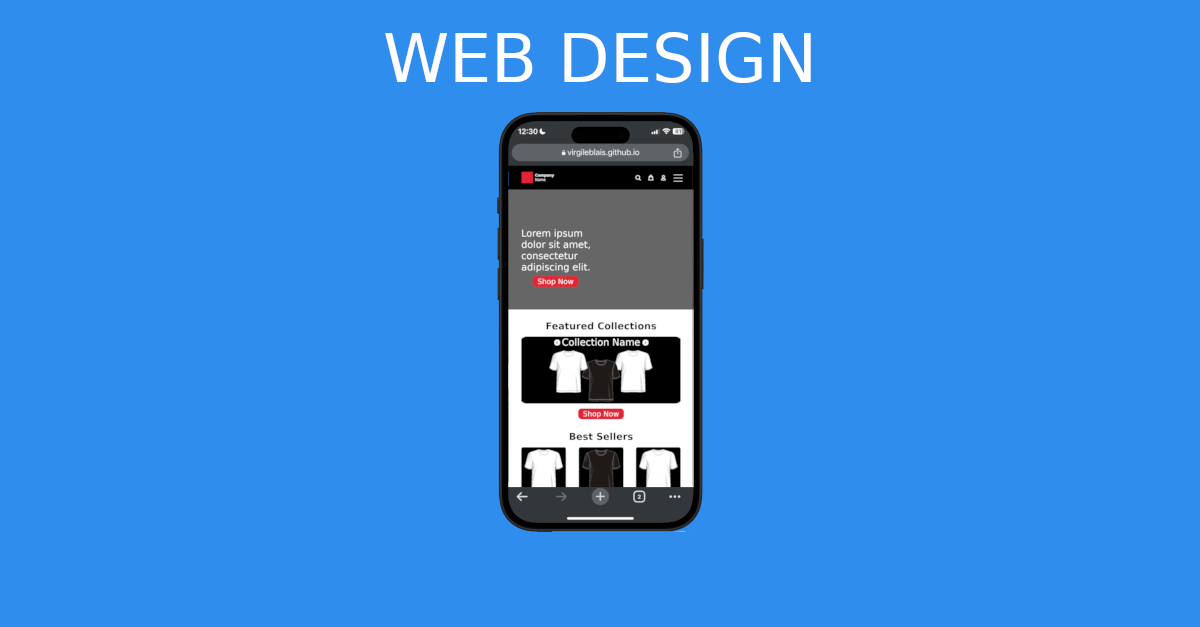 WEB DESIGN
12:30
81
virgileblais.github.io
Company
Name
Lorem ipsum
dolor sit amet,
consectetur
adipiscing elit.
Shop Now
Featured Collections
Collection Name
Shop Now
Best Sellers
2